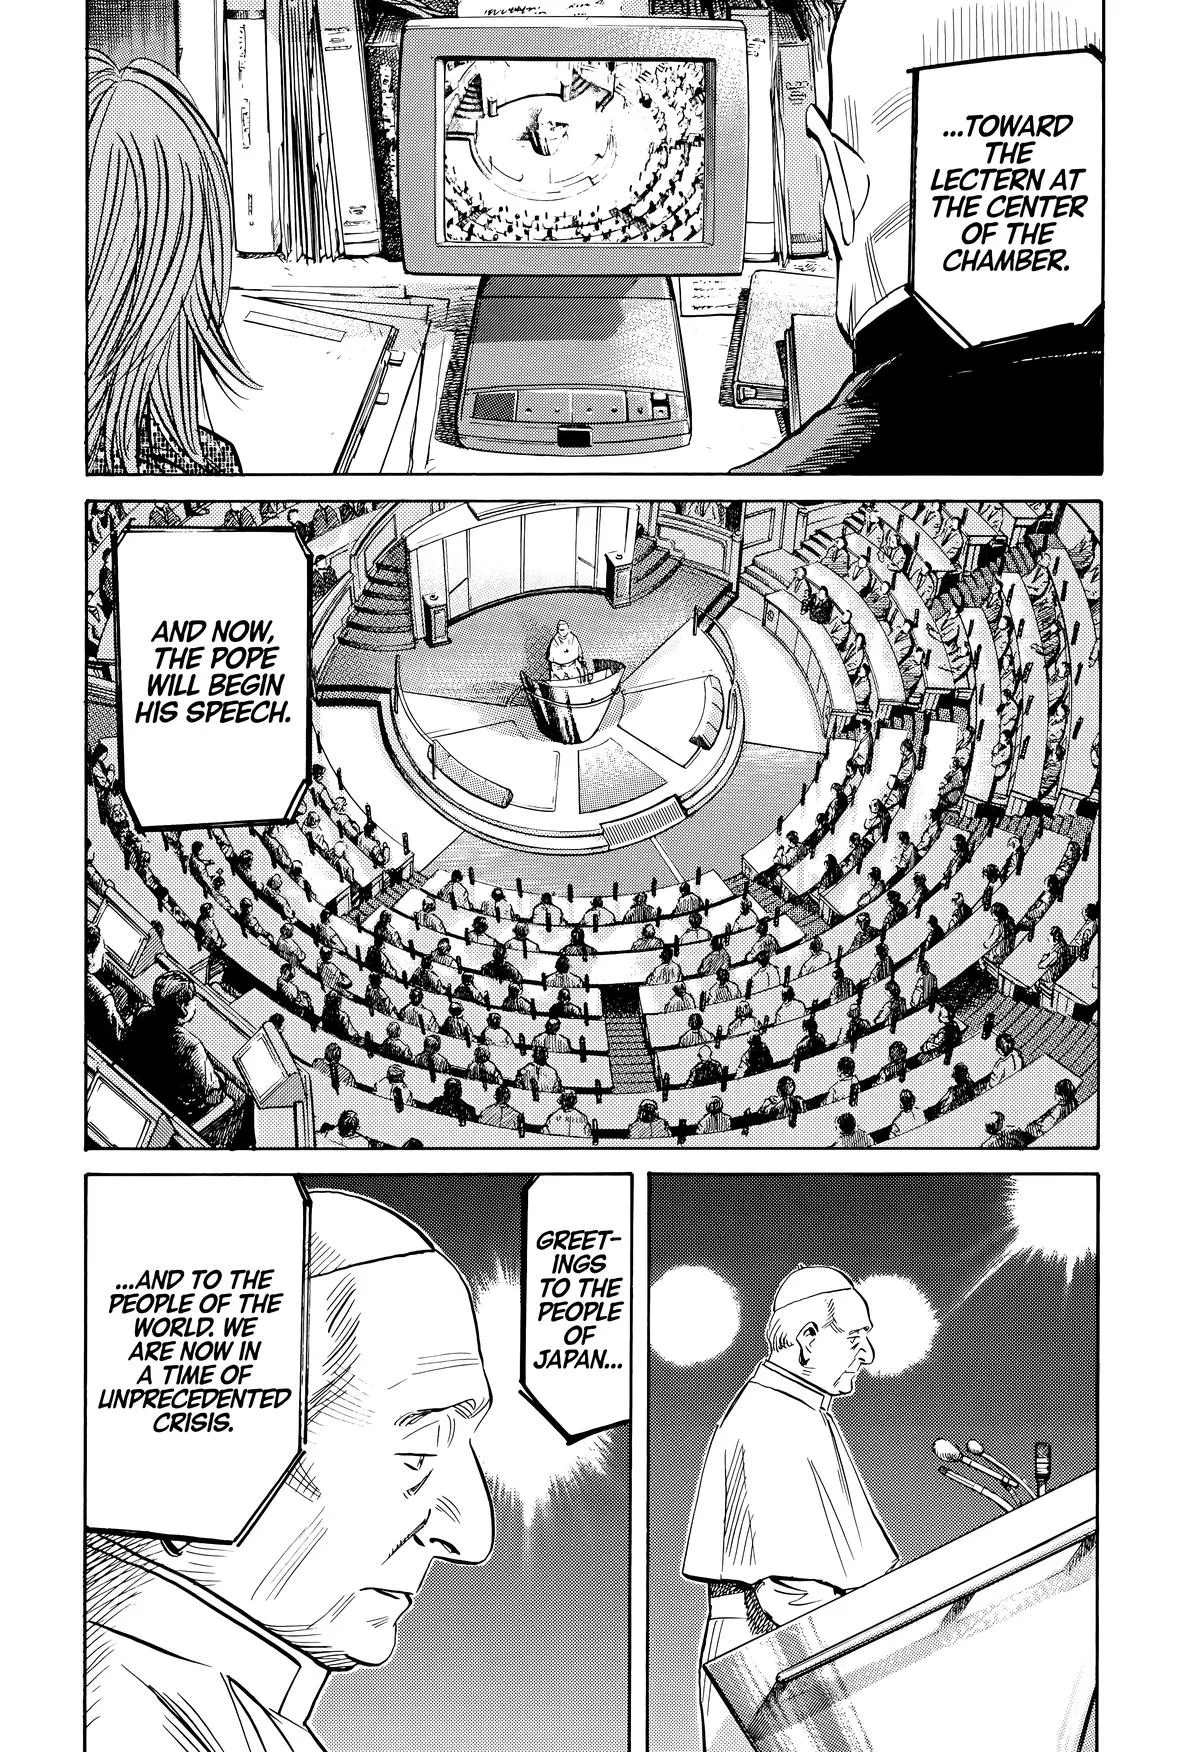 ...TOWARD
THE
LECTERN AT
THE CENTER
OF THE
CHAMBER.
AND NOW,
THE POPE
WILL BEGIN
HIS SPEECH.
GREET-
INGS
TO THE
PEOPLE
OF
JAPAN...
...AND TO THE
PEOPLE OF THE
WORLD. WE
ARE NOW IN
A TIME OF
UNPRECEDENTED
CRISIS.